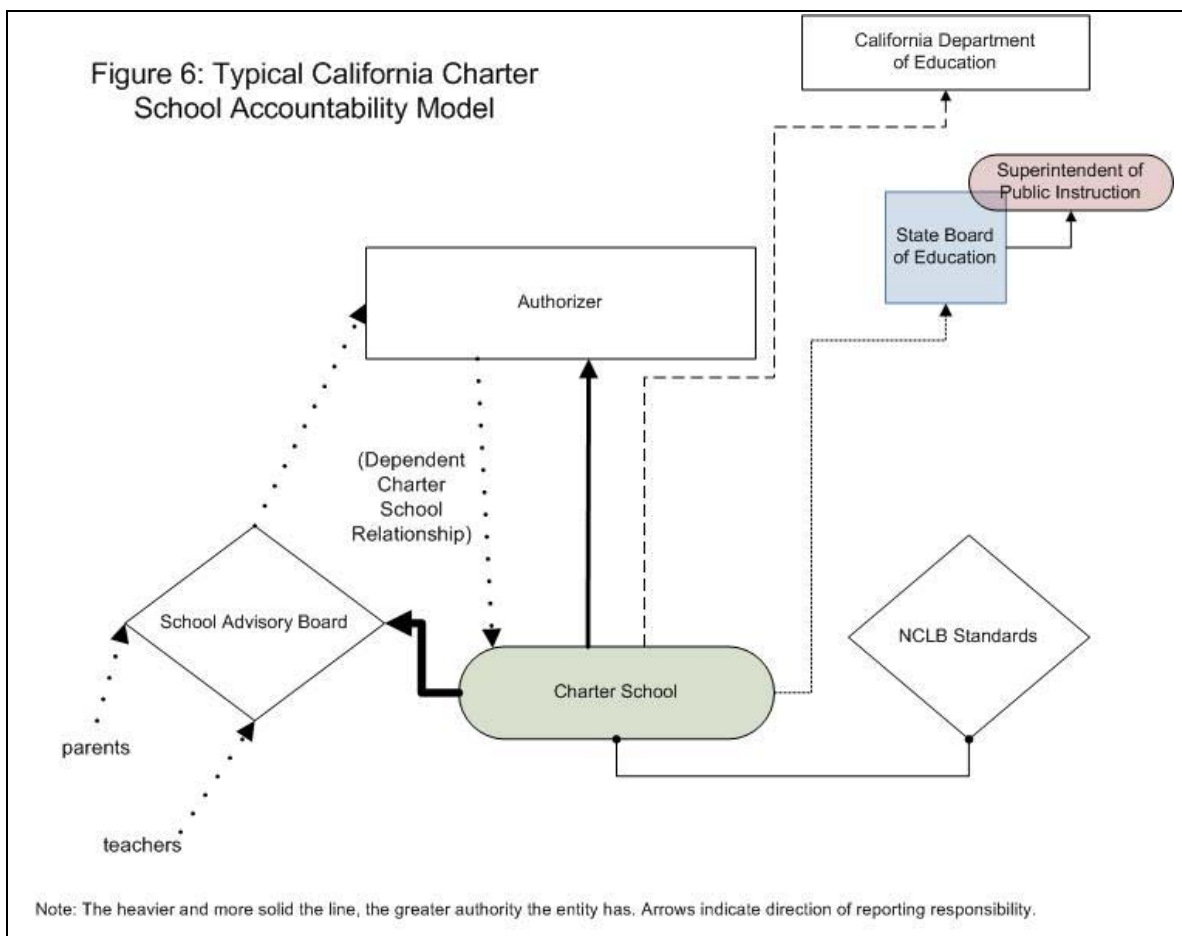 Figure 6: Typical California Charter
School Accountability Model
California Department
of Education
Superintendent of
Public Instruction
State Board
of Education
Authorizer
(Dependent
Charter
School
Relationship)
School Advisory Board
NCLB Standards
Charter School
parents
teachers
Note: The heavier and more solid the line, the greater authority the entity has. Arrows indicate direction of reporting responsibility.